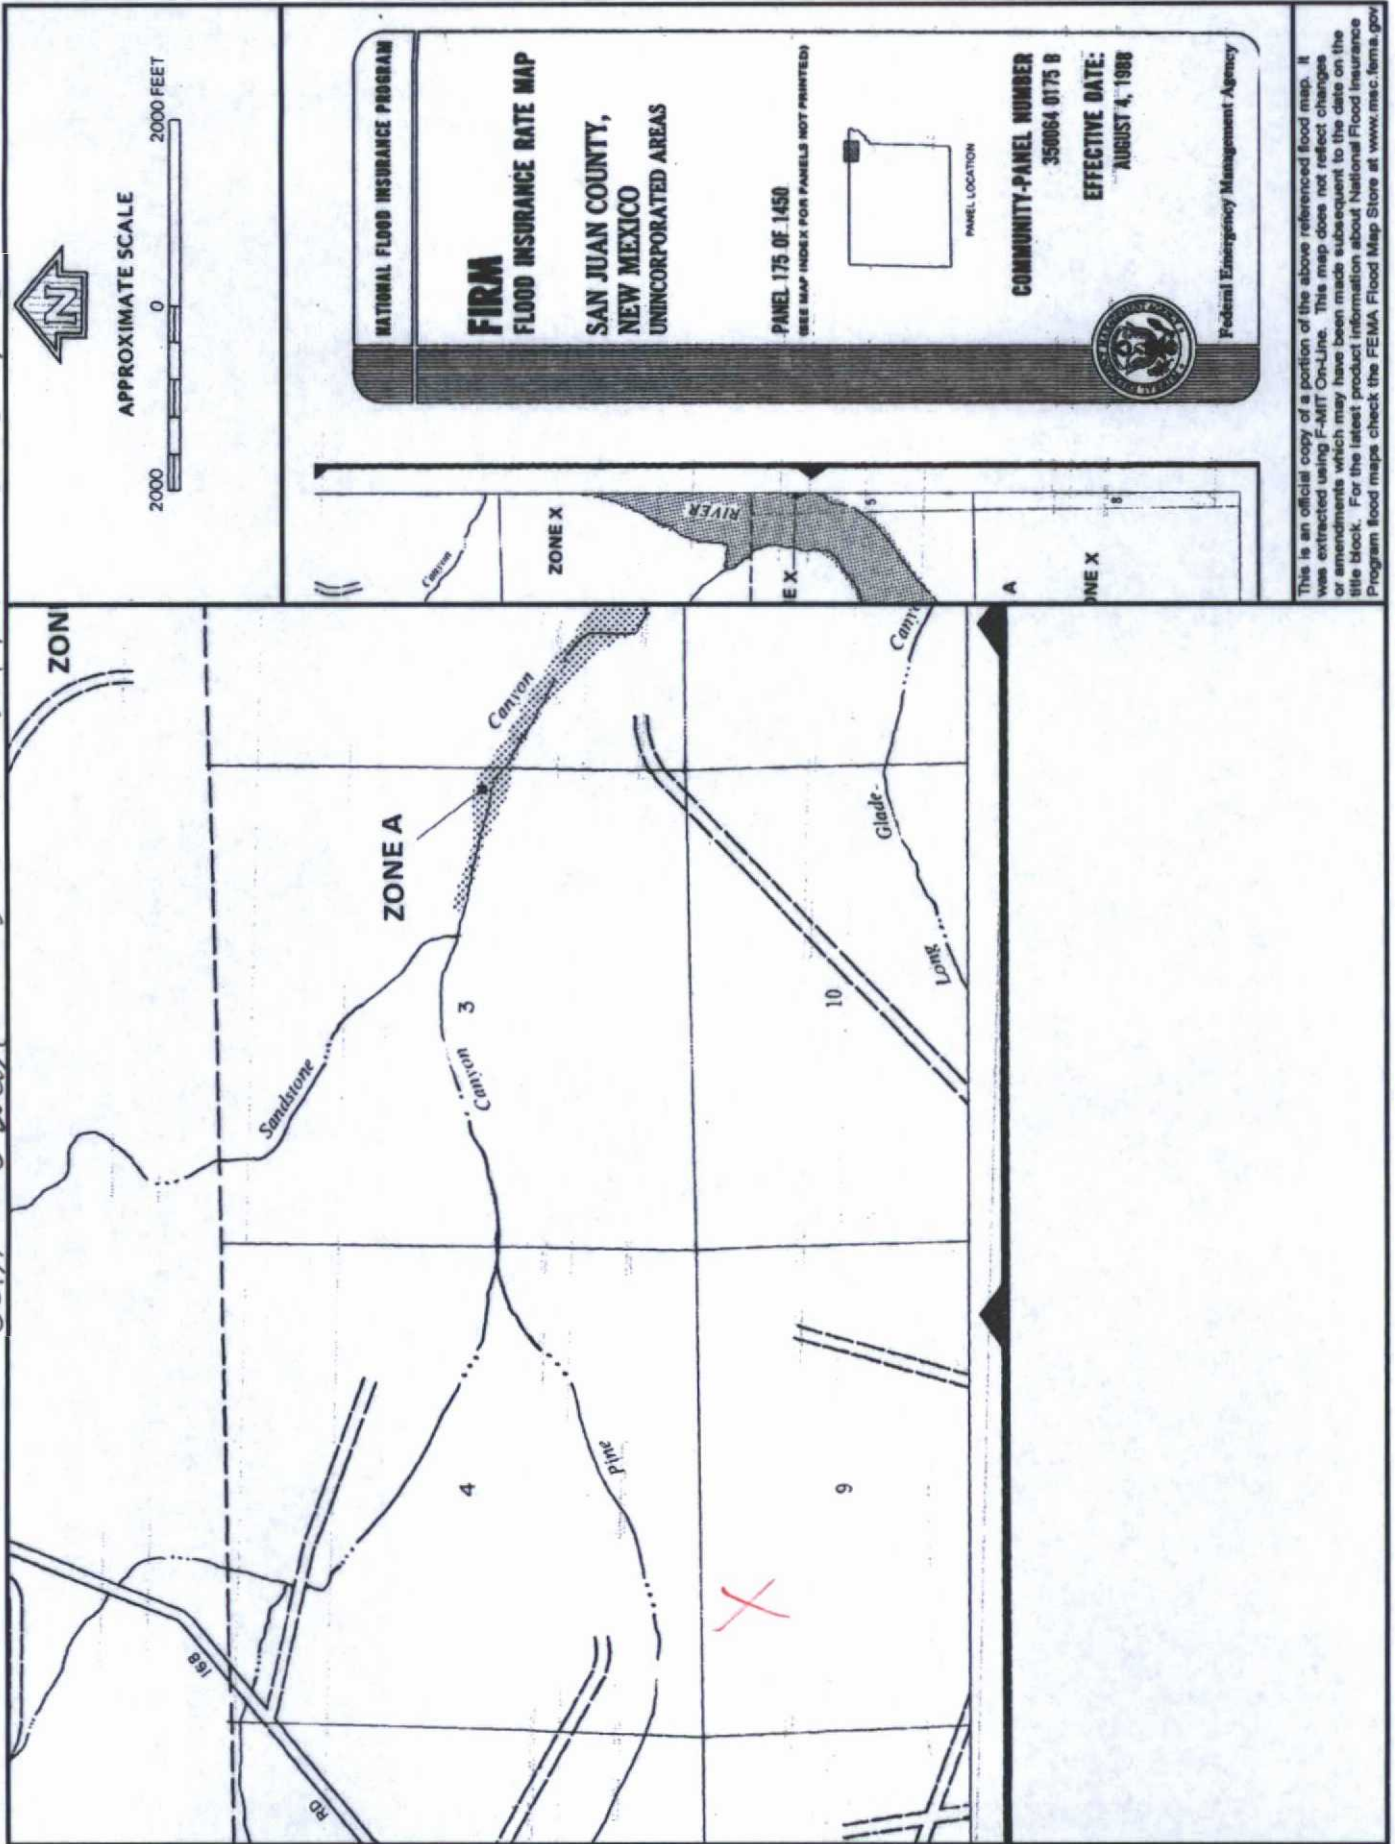 APPROXIMATE SCALE
2000 0 2000 FEET
N
NATIONAL FLOOD INSURANCE PROGRAM
FIRM
FLOOD INSURANCE RATE MAP
SAN JUAN COUNTY,
NEW MEXICO
UNINCORPORATED AREAS
PANEL 175 OF 1450
(SEE MAP INDEX FOR PANELS NOT PRINTED)
PANEL LOCATION
COMMUNITY-PANEL NUMBER
350064 0175 B
EFFECTIVE DATE:
AUGUST 4, 1988
Federal Emergency Management Agency
This is an official copy of a portion of the above referenced flood map. It
was extracted using F-MIT On-Line. This map does not reflect changes
or amendments which may have been made subsequent to the date on the
title block. For the latest product information about National Flood Insurance
Program flood maps check the FEMA Flood Map Store at www.msc.fema.gov
ZON
ZONE A
Canyon
Sandstone
3
Canyon
4
Pine
168
RD
9
10
Long
Glade
Cany
Canyon
ZONE X
RIVER
E X
5
A
ONE X
8
X